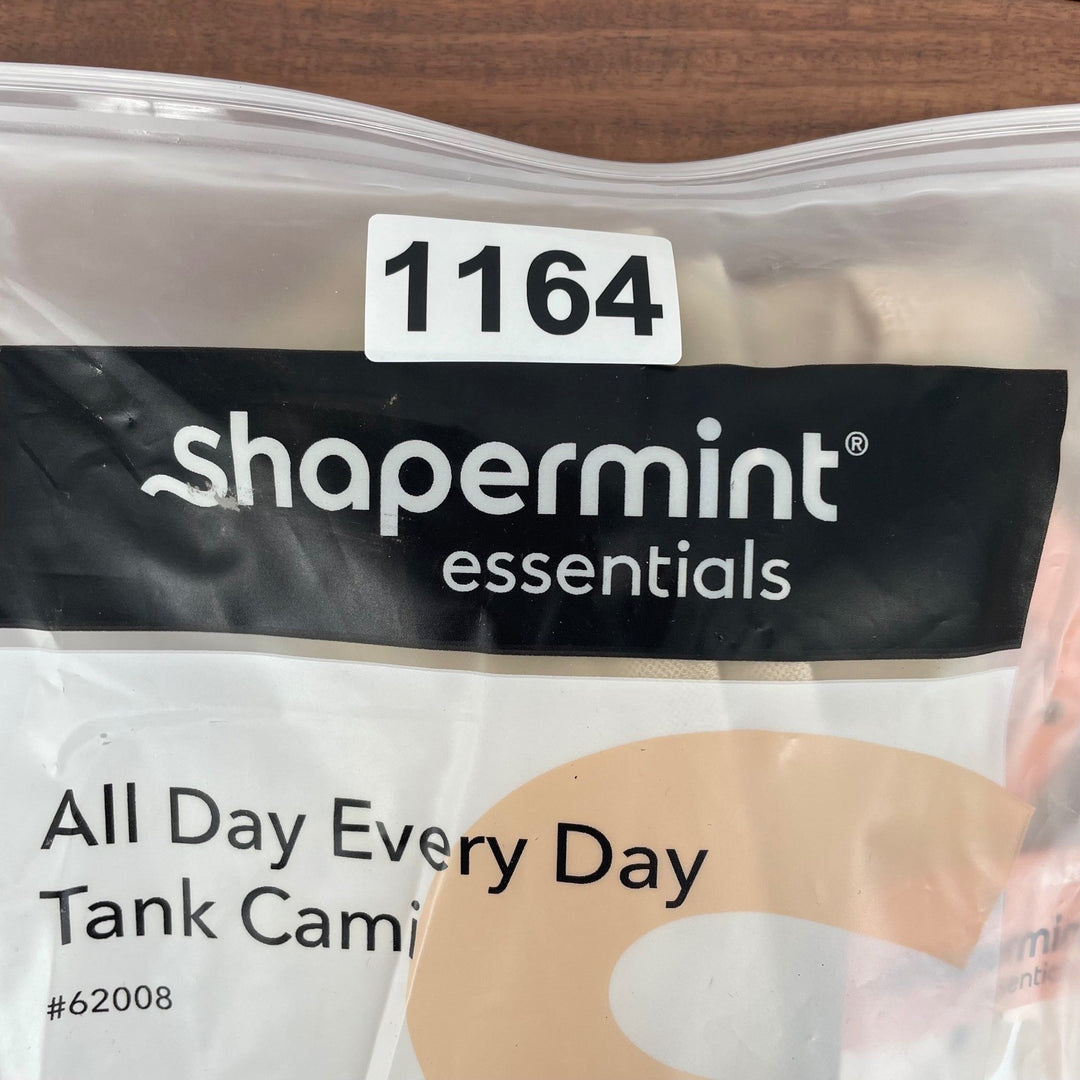 1164
shapermint®
essentials
All Day Every Day
Tank Cami
#62008